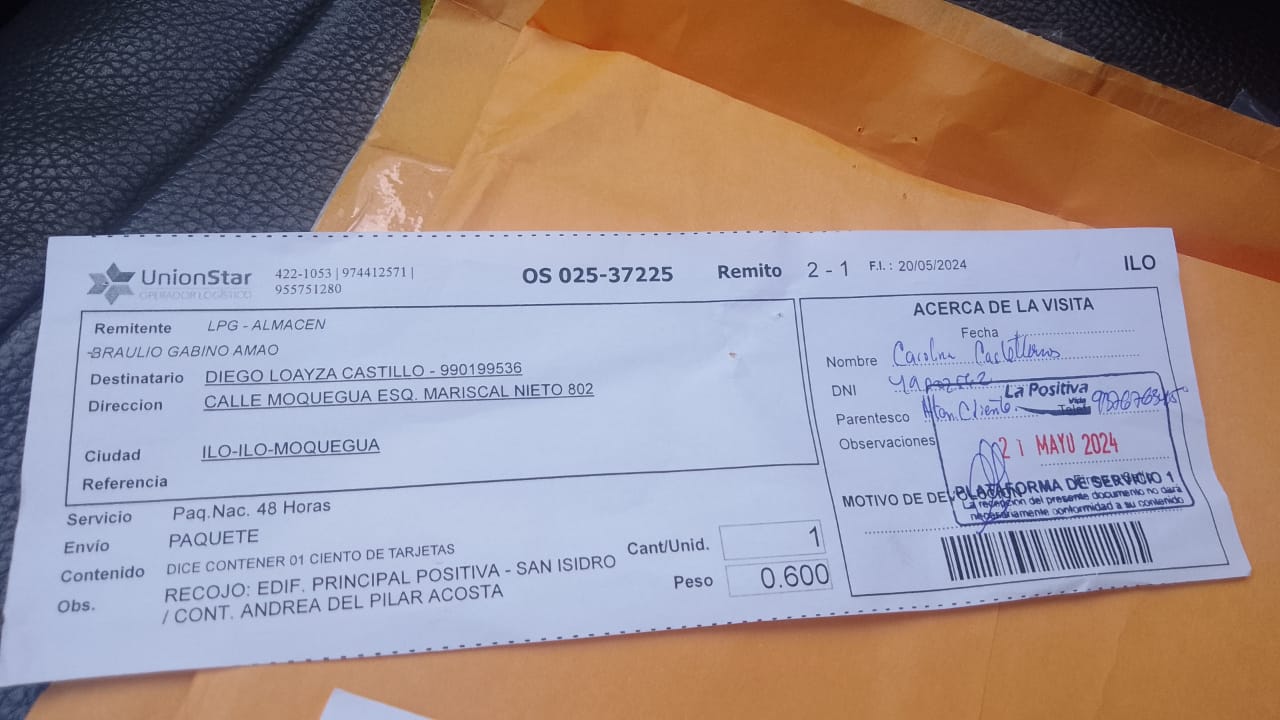 UnionStar
OPERADOR LOGÍSTICO
422-1053 | 974412571 |
955751280
OS 025-37225 Remito 2 - 1 F.I. : 20/05/2024 ILO
Remitente LPG - ALMACEN
BRAULIO GABINO AMAO
Destinatario DIEGO LOAYZA CASTILLO - 990199536
Direccion CALLE MOQUEGUA ESQ. MARISCAL NIETO 802
Ciudad ILO-ILO-MOQUEGUA
Referencia
Servicio Paq.Nac. 48 Horas
Envío PAQUETE
Contenido DICE CONTENER 01 CIENTO DE TARJETAS
Obs. RECOJO: EDIF. PRINCIPAL POSITIVA - SAN ISIDRO
/ CONT. ANDREA DEL PILAR ACOSTA
Cant/Unid. 1
Peso 0.600
ACERCA DE LA VISITA
Fecha
Nombre Carolina
DNI
Parentesco Aten. Cliente.
Observaciones
La Positiva
Vida
21 MAYO 2024
MOTIVO DE DEVOLUCION
PLATAFORMA DE SERVICIO 1
La recepción del presente documento no dará
necesariamente conformidad a su contenido